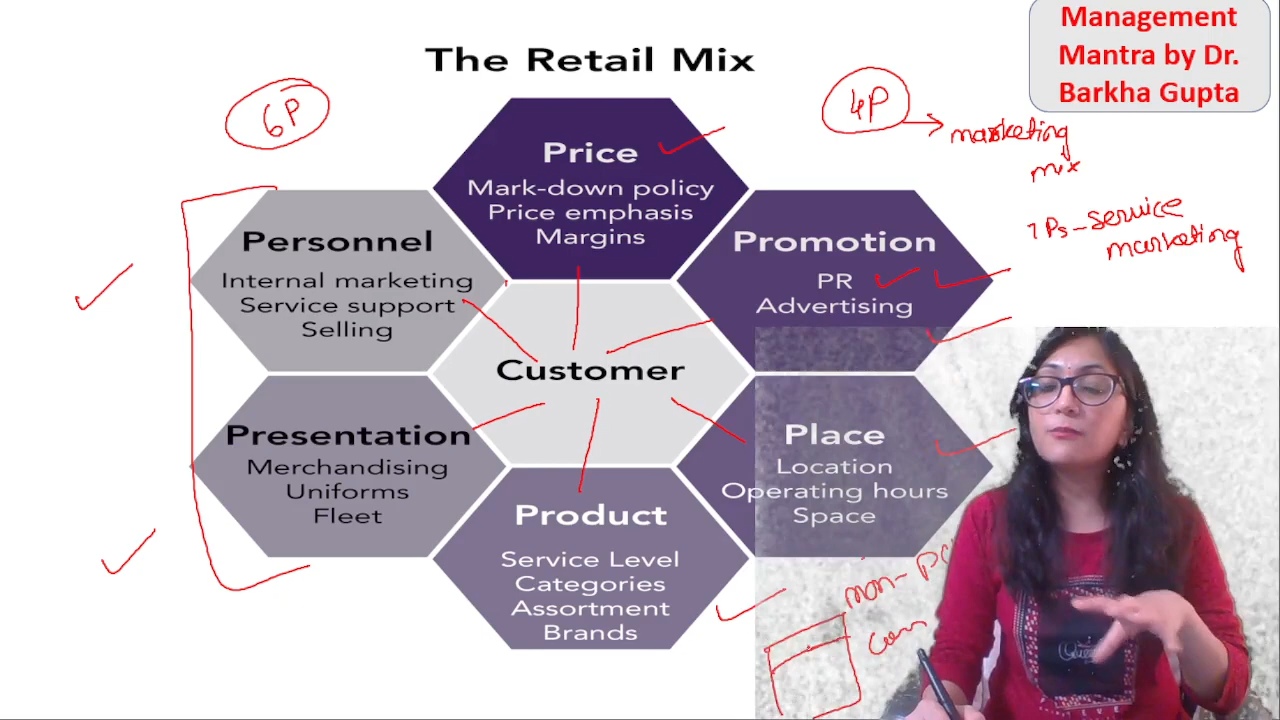 The Retail Mix
Management
Mantra by Dr.
Barkha Gupta
6P
4P
marketing
mix
7Ps-service
marketing
Price
Mark-down policy
Price emphasis
Margins
Personnel
Internal marketing
Service support
Selling
Promotion
PR
Advertising
Customer
Presentation
Merchandising
Uniforms
Fleet
Place
Location
Operating hours
Space
Product
Service Level
Categories
Assortment
Brands
non-